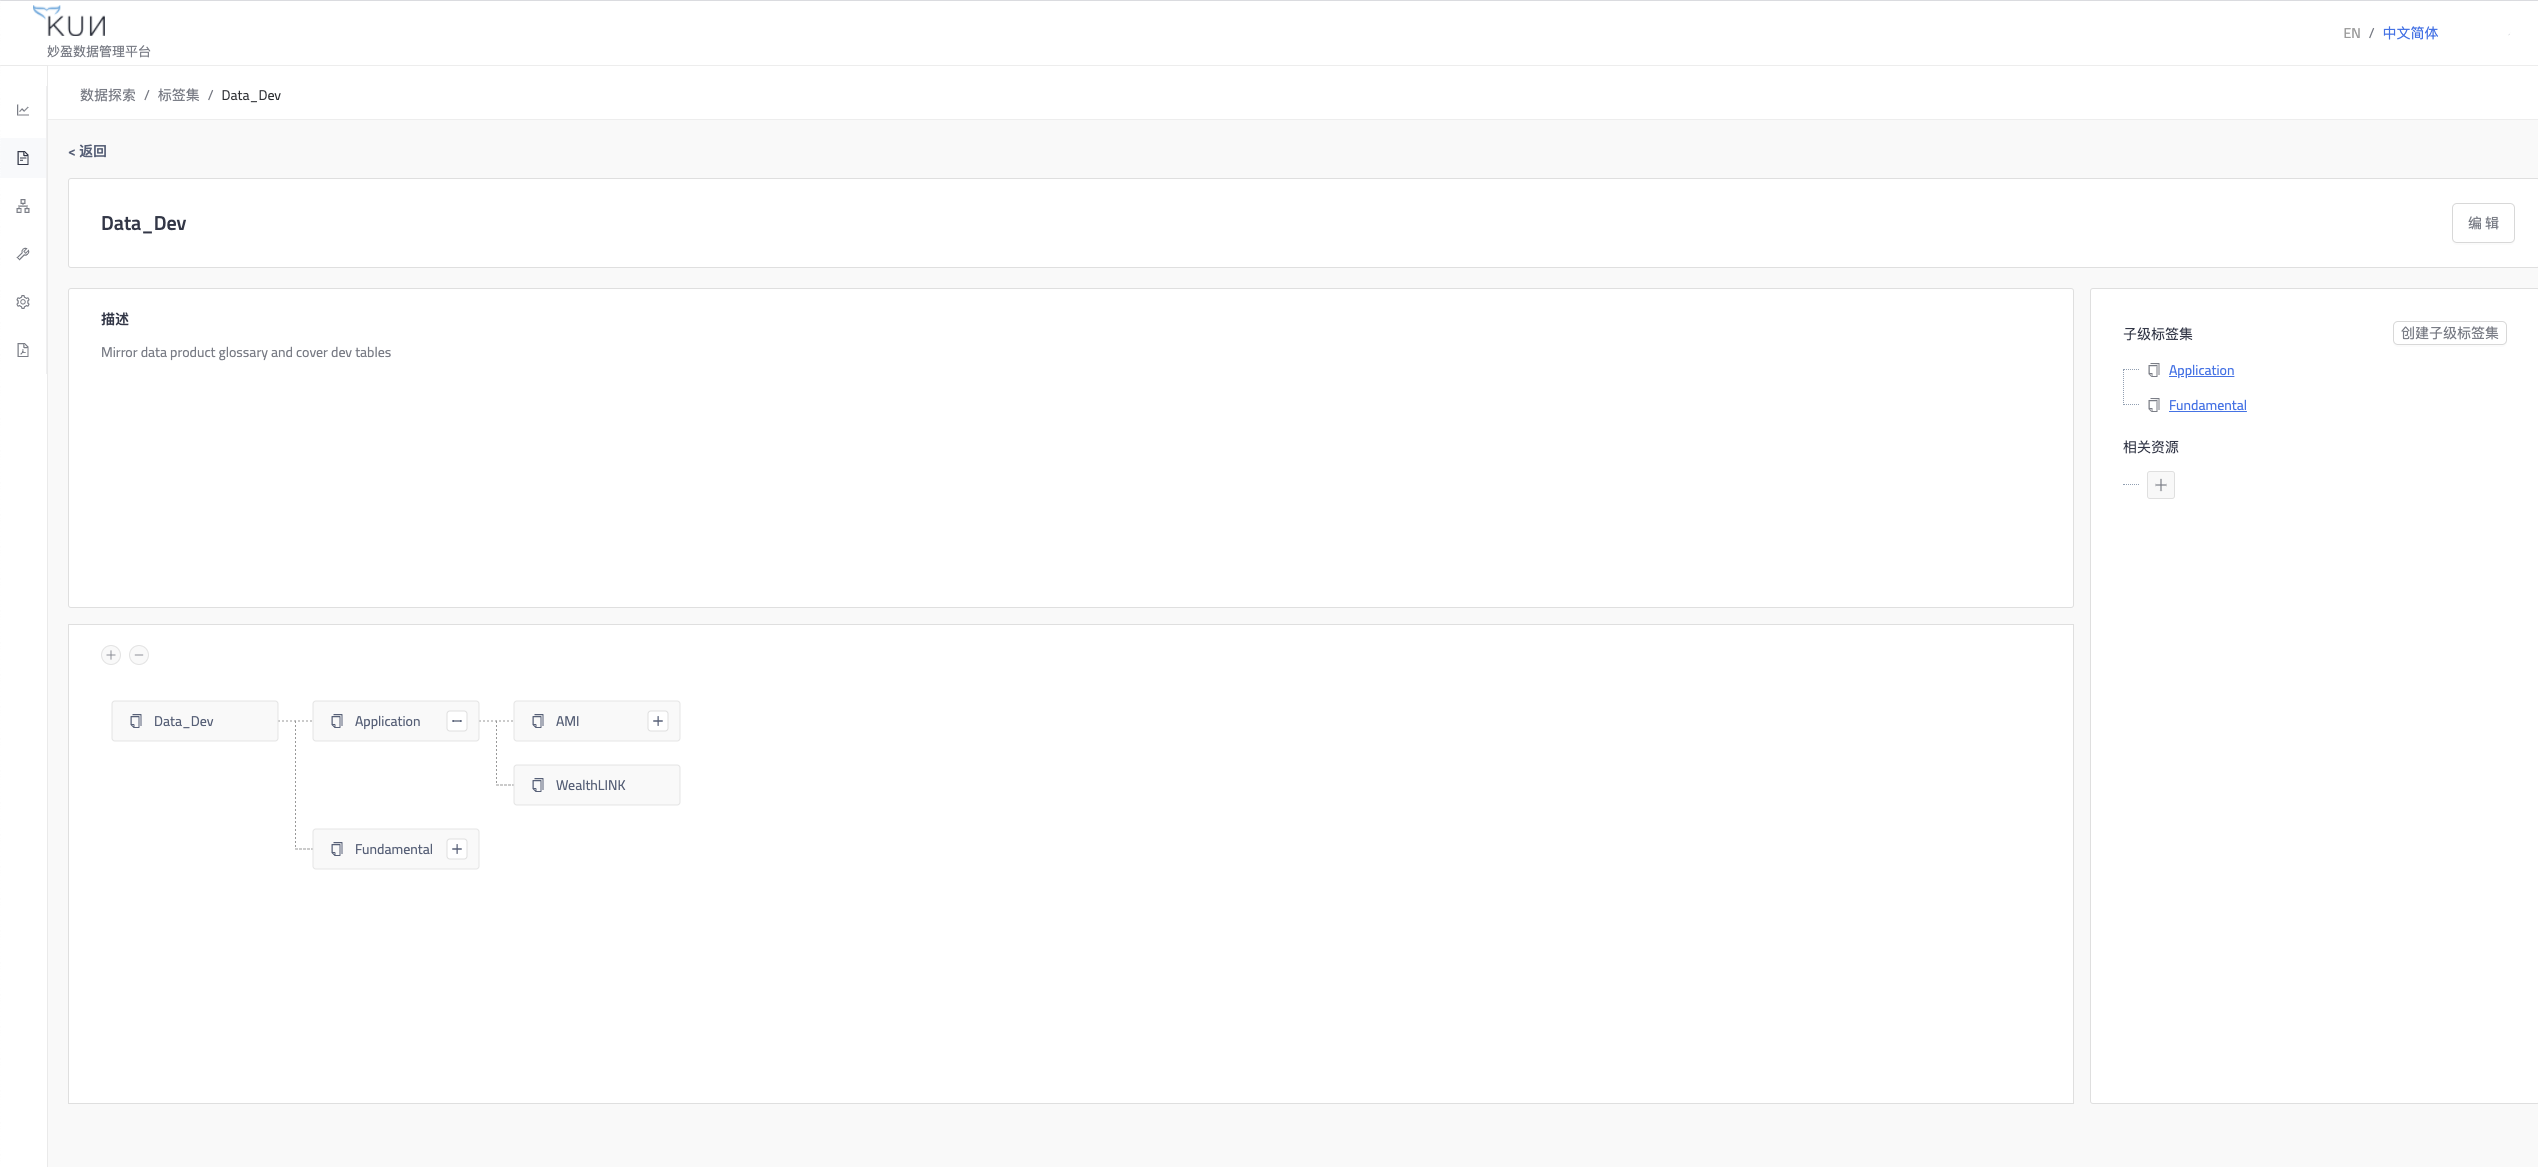 KUN
妙盈数据管理平台
EN / 中文简体
数据探索 / 标签集 / Data_Dev
< 返回
Data_Dev
编 辑
描述
Mirror data product glossary and cover dev tables
子级标签集
创建子级标签集
Application
Fundamental
相关资源
Data_Dev
Application
AMI
WealthLINK
Fundamental